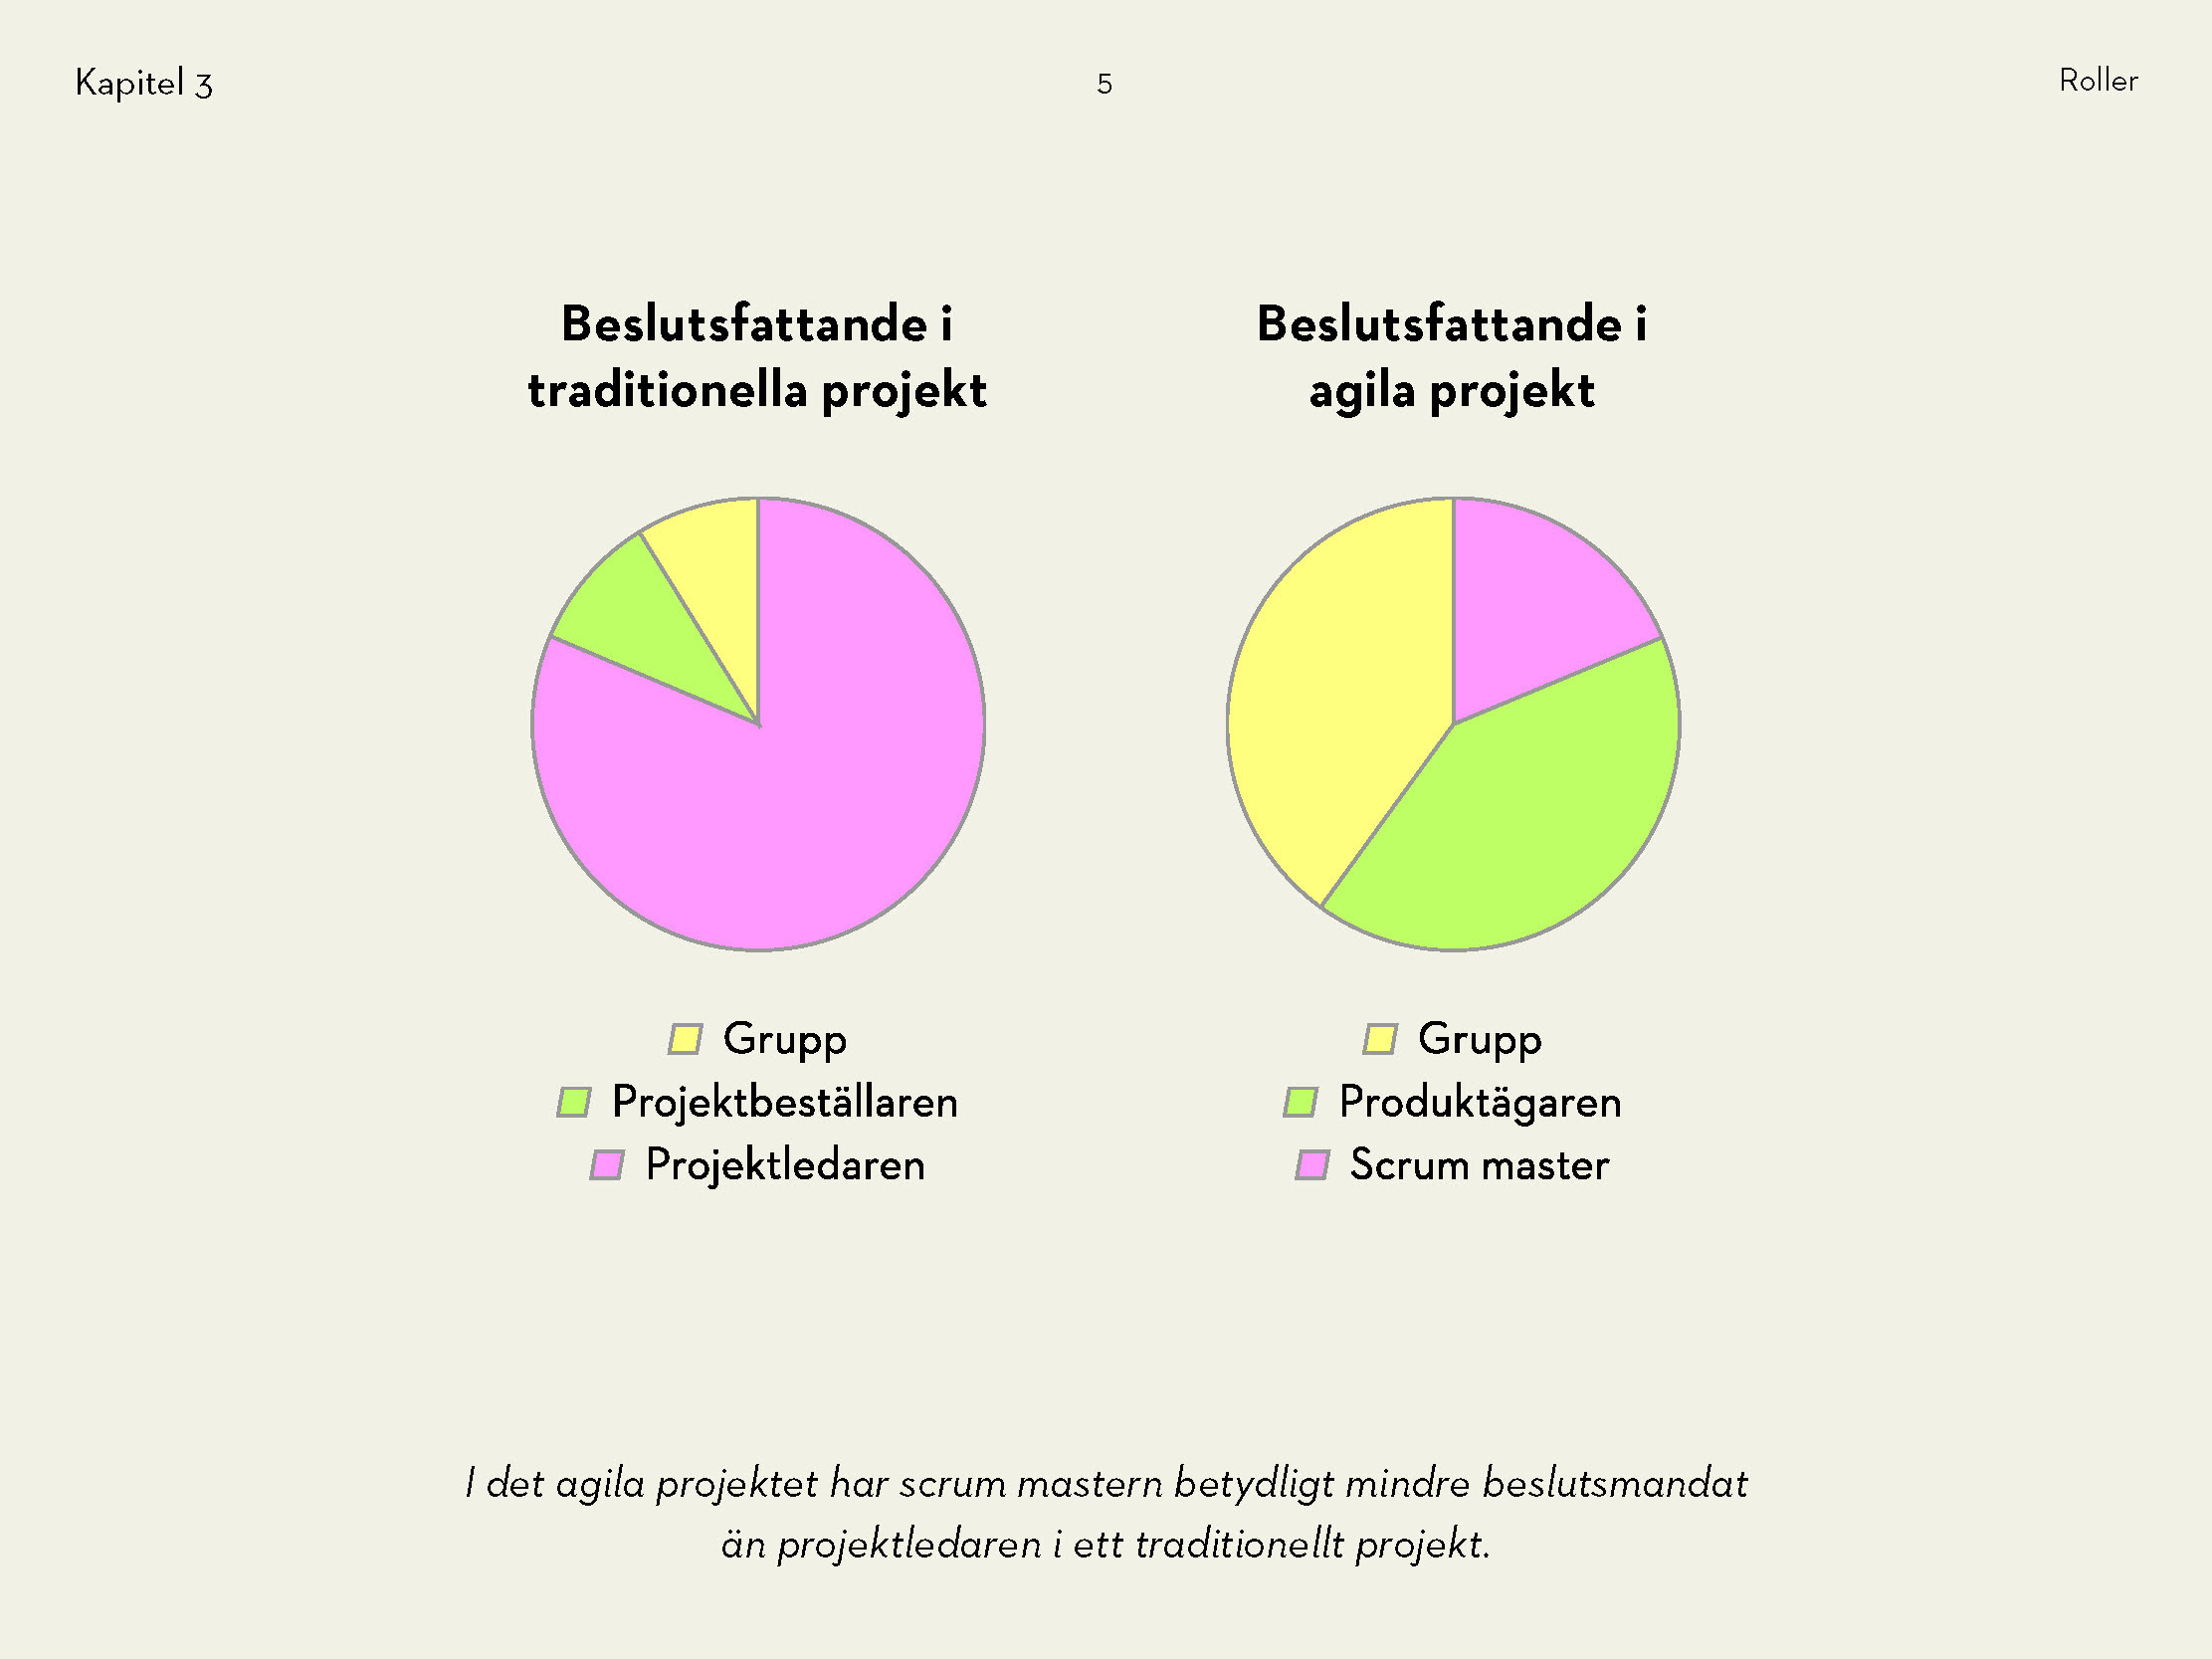 Kapitel 3
5
Roller
Beslutsfattande i
traditionella projekt
Grupp
Projektbeställaren
Projektledaren
Beslutsfattande i
agila projekt
Grupp
Produktägaren
Scrum master
I det agila projektet har scrum mastern betydligt mindre beslutsmandat
än projektledaren i ett traditionellt projekt.